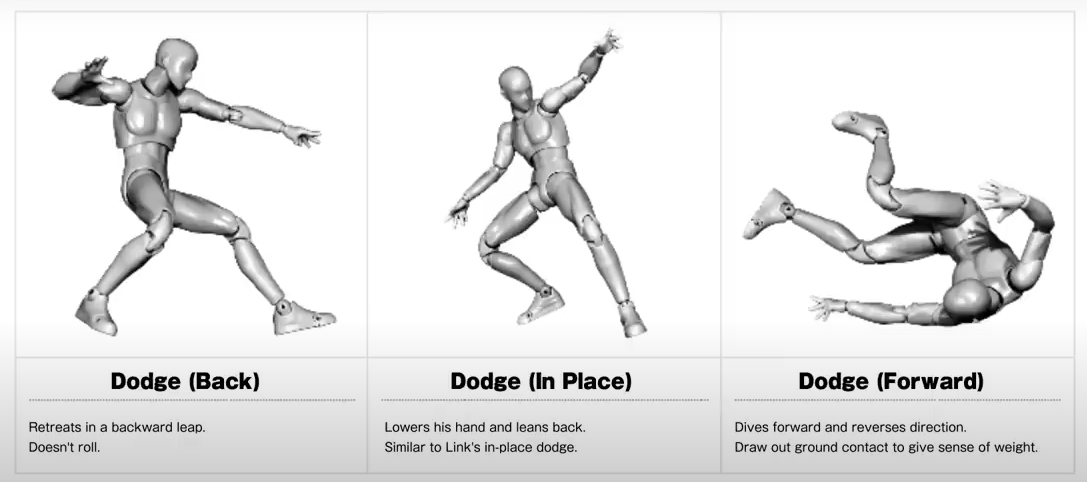 Dodge (Back)
Retreats in a backward leap.
Doesn't roll.
Dodge (In Place)
Lowers his hand and leans back.
Similar to Link's in-place dodge.
Dodge (Forward)
Dives forward and reverses direction.
Draw out ground contact to give sense of weight.